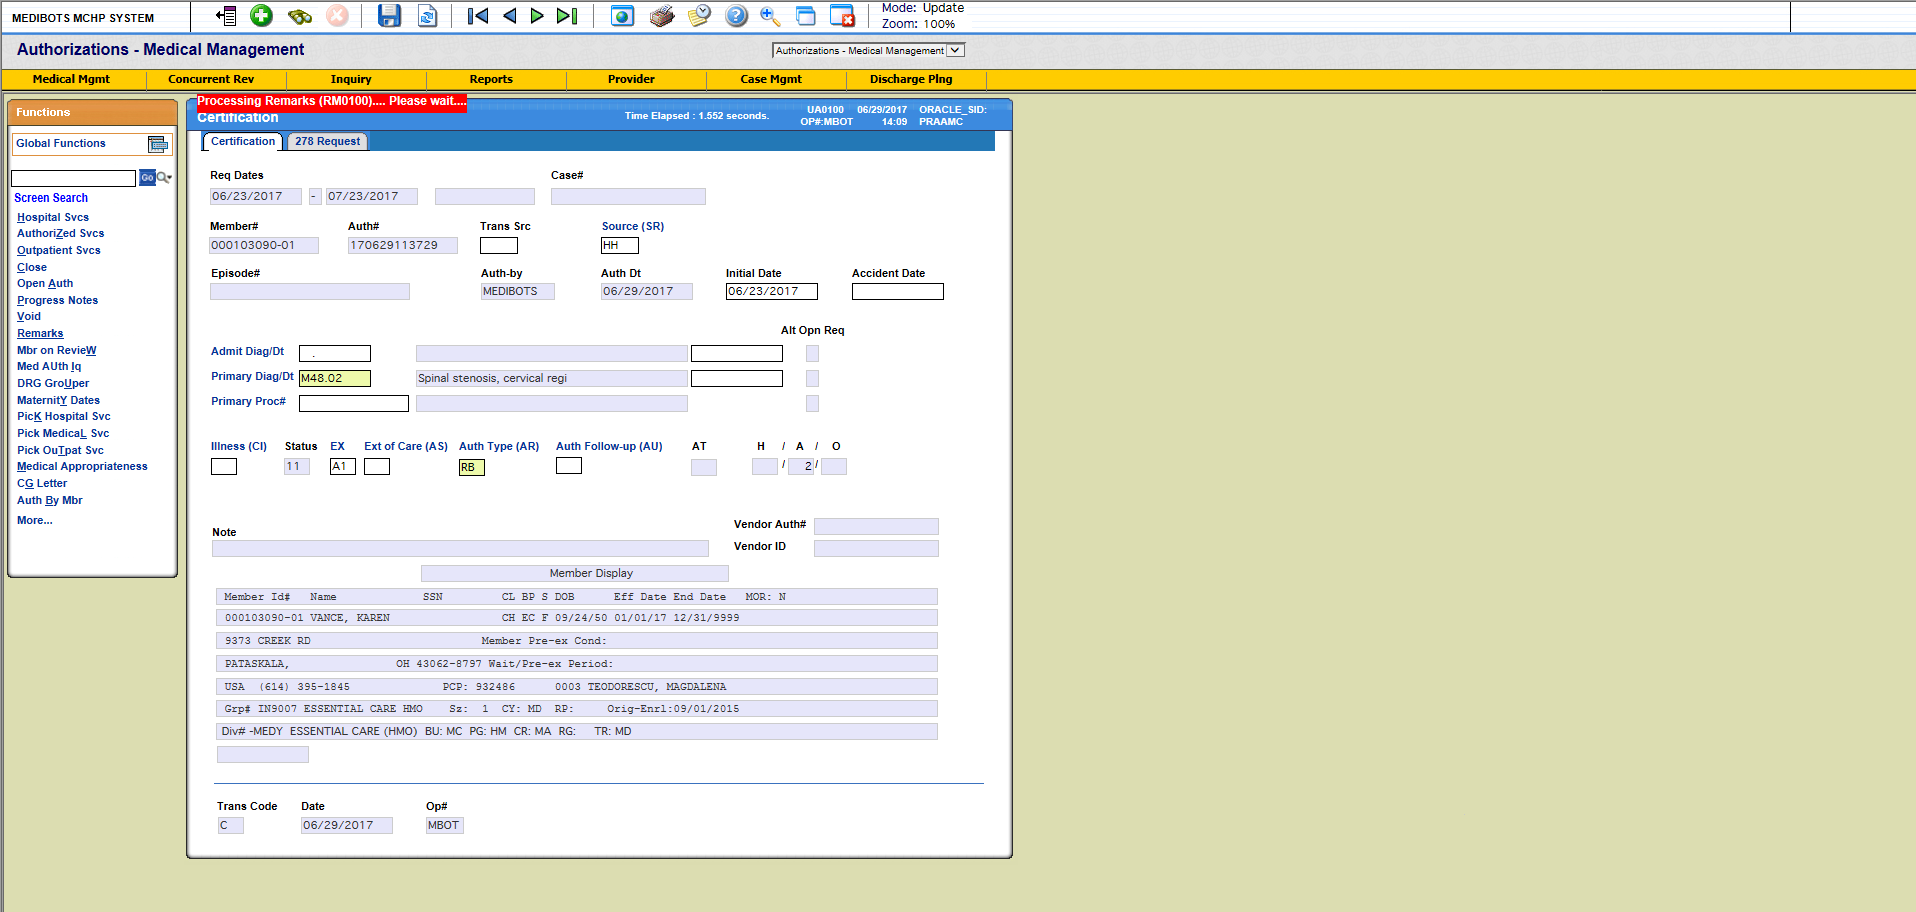 MEDIBOTS MCHP SYSTEM
Mode: Update
Zoom: 100%
Authorizations - Medical Management
Authorizations - Medical Management
Medical Mgmt Concurrent Rev Inquiry Reports Provider Case Mgmt Discharge Plng
Functions
Global Functions
Go
Screen Search
Hospital Svcs
AuthoriZed Svcs
Outpatient Svcs
Close
Open Auth
Progress Notes
Void
Remarks
Mbr on RevieW
Med AUth Iq
DRG GroUper
MaternitY Dates
PicK Hospital Svc
Pick MedicaL Svc
Pick OuTpat Svc
Medical Appropriateness
CG Letter
Auth By Mbr
More...
Processing Remarks (RM0100).... Please wait....
Certification
Time Elapsed : 1.552 seconds.
UA0100 06/29/2017 ORACLE_SID:
OP#:MBOT 14:09 PRAAMC
Certification 278 Request
Req Dates Case#
06/23/2017 - 07/23/2017
Member# Auth# Trans Src Source (SR)
000103090-01 170629113729 HH
Episode# Auth-by Auth Dt Initial Date Accident Date
MEDIBOTS 06/29/2017 06/23/2017
Alt Opn Req
Admit Diag/Dt .
Primary Diag/Dt M48.02 Spinal stenosis, cervical regi
Primary Proc#
Illness (CI) Status EX Ext of Care (AS) Auth Type (AR) Auth Follow-up (AU) AT H / A / O
11 A1 RB / 2 /
Note
Vendor Auth#
Vendor ID
Member Display
Member Id# Name SSN CL BP S DOB Eff Date End Date MOR: N
000103090-01 VANCE, KAREN CH EC F 09/24/50 01/01/17 12/31/9999
9373 CREEK RD Member Pre-ex Cond:
PATASKALA, OH 43062-8797 Wait/Pre-ex Period:
USA (614) 395-1845 PCP: 932486 0003 TEODORESCU, MAGDALENA
Grp# IN9007 ESSENTIAL CARE HMO Sz: 1 CY: MD RP: Orig-Enrl:09/01/2015
Div# -MEDY ESSENTIAL CARE (HMO) BU: MC PG: HM CR: MA RG: TR: MD
Trans Code Date Op#
C 06/29/2017 MBOT